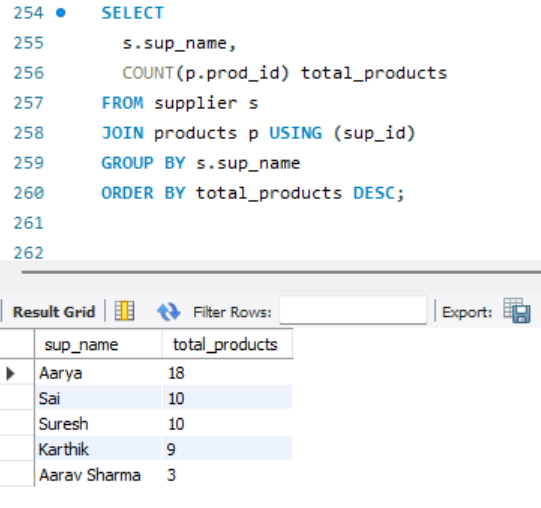 254 SELECT
255 s.sup_name,
256 COUNT(p.prod_id) total_products
257 FROM supplier s
258 JOIN products p USING (sup_id)
259 GROUP BY s.sup_name
260 ORDER BY total_products DESC;
261
262
Result Grid Filter Rows: Export:
sup_name total_products
Aarya 18
Sai 10
Suresh 10
Karthik 9
Aarav Sharma 3